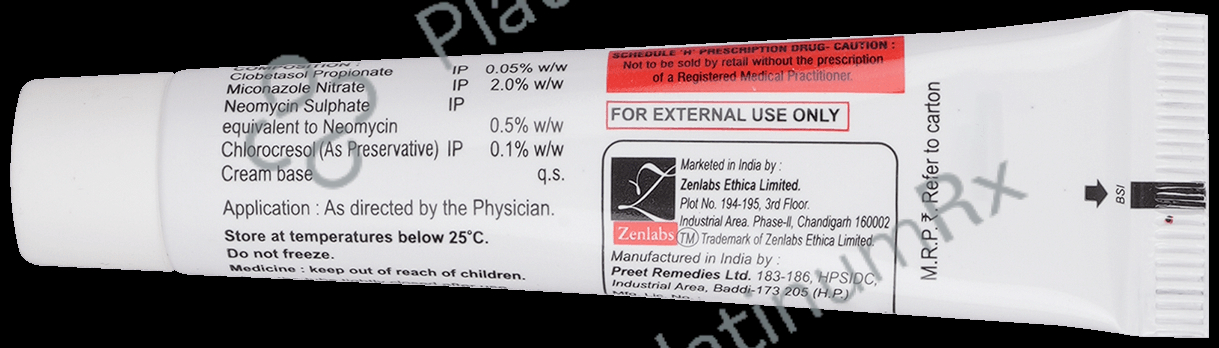 COMPOSITION :
Clobetasol Propionate IP 0.05% w/w
Miconazole Nitrate IP 2.0% w/w
Neomycin Sulphate IP
equivalent to Neomycin 0.5% w/w
Chlorocresol (As Preservative) IP 0.1% w/w
Cream base q.s.
Application : As directed by the Physician.
Store at temperatures below 25°C.
Do not freeze.
Medicine : keep out of reach of children.
SCHEDULE 'H' PRESCRIPTION DRUG- CAUTION :
Not to be sold by retail without the prescription
of a Registered Medical Practitioner.
FOR EXTERNAL USE ONLY
Marketed in India by :
Zenlabs Ethica Limited.
Plot No. 194-195, 3rd Floor.
Industrial Area. Phase-II, Chandigarh 160002
Zenlabs
TM Trademark of Zenlabs Ethica Limited.
Manufactured in India by :
Preet Remedies Ltd. 183-186, HPSIDC,
Industrial Area, Baddi-173 205 (H.P.)
Mfg. Lic. No.
M.R.P. ₹. Refer to carton
BSI
PlatinumRx